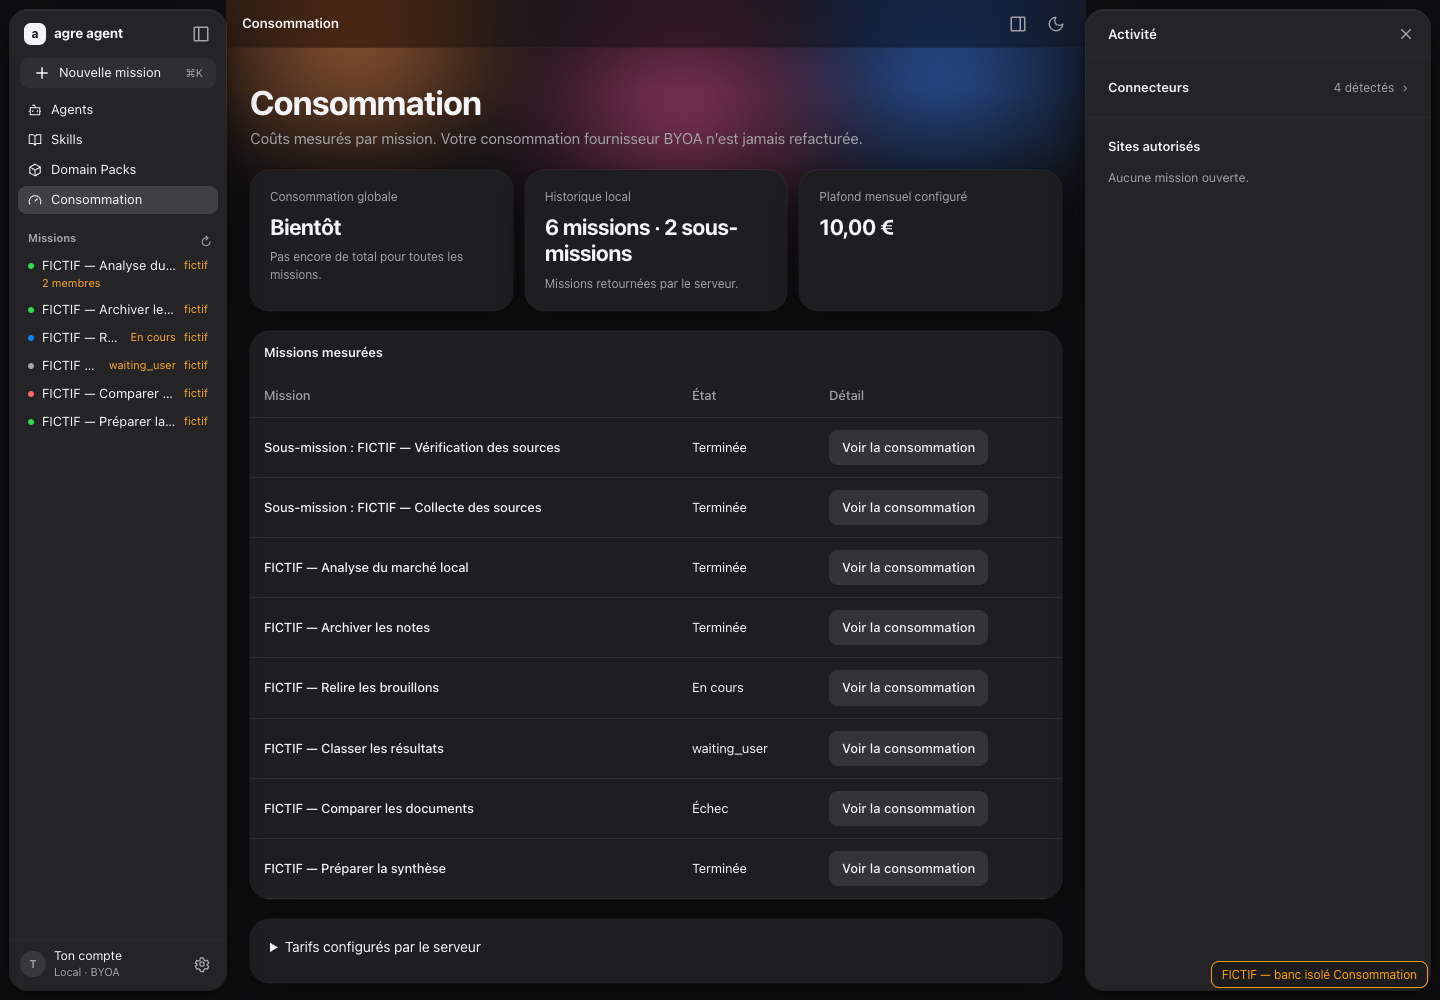 a agre agent
Nouvelle mission ⌘K
Agents
Skills
Domain Packs
Consommation
Missions
FICTIF — Analyse du... fictif
2 membres
FICTIF — Archiver le... fictif
FICTIF — R... En cours fictif
FICTIF ... waiting_user fictif
FICTIF — Comparer ... fictif
FICTIF — Préparer la... fictif
T Ton compte
Local · BYOA
Consommation
Consommation
Coûts mesurés par mission. Votre consommation fournisseur BYOA n’est jamais refacturée.
Consommation globale
Bientôt
Pas encore de total pour toutes les
missions.
Historique local
6 missions · 2 sous-
missions
Missions retournées par le serveur.
Plafond mensuel configuré
10,00 €
Missions mesurées
Mission État Détail
Sous-mission : FICTIF — Vérification des sources Terminée Voir la consommation
Sous-mission : FICTIF — Collecte des sources Terminée Voir la consommation
FICTIF — Analyse du marché local Terminée Voir la consommation
FICTIF — Archiver les notes Terminée Voir la consommation
FICTIF — Relire les brouillons En cours Voir la consommation
FICTIF — Classer les résultats waiting_user Voir la consommation
FICTIF — Comparer les documents Échec Voir la consommation
FICTIF — Préparer la synthèse Terminée Voir la consommation
Tarifs configurés par le serveur
Activité
Connecteurs 4 détectés ›
Sites autorisés
Aucune mission ouverte.
FICTIF — banc isolé Consommation